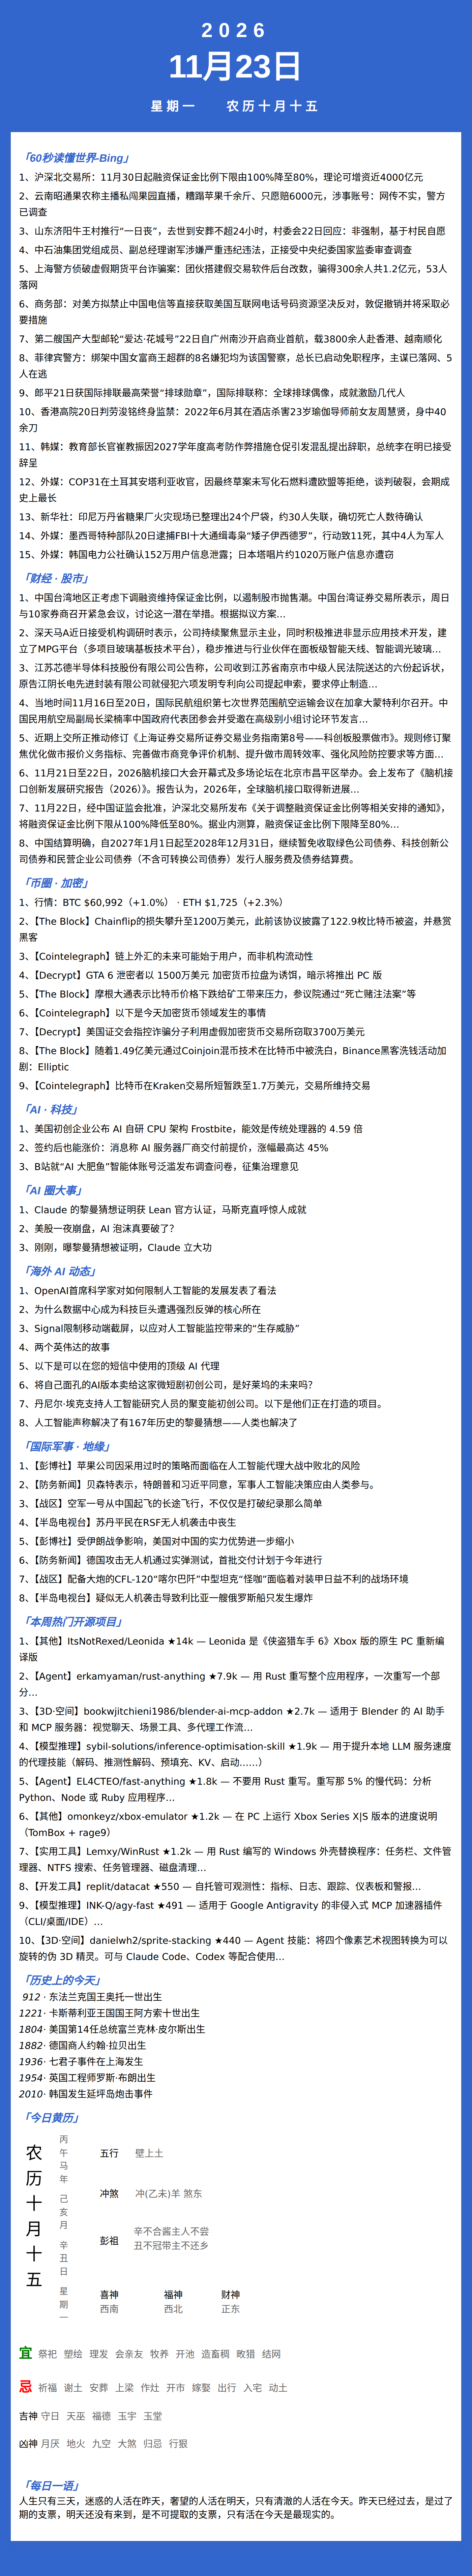 2026
11月23日
星期一 农历十月十五
「60秒读懂世界-Bing」
1、沪深北交易所：11月30起融资保证金比例下限由100%降至80%，理论可增资近4000亿元
2、云南昭通果农称主播私闯果园直播，糟蹋苹果千余斤、只愿赔6000元，涉事账号：网传不实，警方
已调查
3、山东济阳牛王村推行“一日丧”，去世到安葬不超24小时，村委会22日回应：非强制，基于村民自愿
4、中石油集团党组成员、副总经理谢军涉嫌严重违纪违法，正接受中央纪委国家监委审查调查
5、上海警方侦破虚假期货平台诈骗案：团伙搭建假交易软件后台改数，骗得300余人共1.2亿元，53人
落网
6、商务部：对美方拟禁止中国电信等直接获取美国互联网电话号码资源坚决反对，敦促撤销并将采取必
要措施
7、第二艘国产大型邮轮“爱达·花城号”22日自广州南沙开启商业首航，载3800余人赴香港、越南顺化
8、菲律宾警方：绑架中国女富商王超群的8名嫌犯均为该国警察，总长已启动免职程序，主谋已落网、5
人在逃
9、郎平21日获国际排联最高荣誉“排球勋章”，国际排联称：全球排球偶像，成就激励几代人
10、香港高院20日判劳浚铭终身监禁：2022年6月其在酒店杀害23岁瑜伽导师前女友周慧贤，身中40
余刀
11、韩媒：教育部长官崔教振因2027学年度高考防作弊措施仓促引发混乱提出辞职，总统李在明已接受
辞呈
12、外媒：COP31在土耳其安塔利亚收官，因最终草案未写化石燃料遭欧盟等拒绝，谈判破裂，会期成
史上最长
13、新华社：印尼万丹省糖果厂火灾现场已整理出24个尸袋，约30人失联，确切死亡人数待确认
14、外媒：墨西哥特种部队20日逮捕FBI十大通缉毒枭“矮子伊西德罗”，行动致11死，其中4人为军人
15、外媒：韩国电力公社确认152万用户信息泄露；日本塔唱片约1020万账户信息亦遭窃
「财经 · 股市」
1、中国台湾地区正考虑下调融资维持保证金比例，以遏制股市抛售潮。中国台湾证券交易所表示，周日
与10家券商召开紧急会议，讨论这一潜在举措。根据拟议方案...
2、深天马A近日接受机构调研时表示，公司持续聚焦显示主业，同时积极推进非显示应用技术开发，建
立了MPG平台（多项目玻璃基板技术平台），稳步推进与行业伙伴在面板级智能天线、智能调光玻璃...
3、江苏芯德半导体科技股份有限公司公告称，公司收到江苏省南京市中级人民法院送达的六份起诉状，
原告江阴长电先进封装有限公司就侵犯六项发明专利向公司提起申索，要求停止制造...
4、当地时间11月16日至20日，国际民航组织第七次世界范围航空运输会议在加拿大蒙特利尔召开。中
国民用航空局副局长梁楠率中国政府代表团参会并受邀在高级别小组讨论环节发言...
5、近期上交所正推动修订《上海证券交易所证券交易业务指南第8号——科创板股票做市》。规则修订聚
焦优化做市报价义务指标、完善做市商竞争评价机制、提升做市周转效率、强化风险防控要求等方面...
6、11月21日至22日，2026脑机接口大会开幕式及多场论坛在北京市昌平区举办。会上发布了《脑机接
口创新发展研究报告（2026）》。报告认为，2026年，全球脑机接口取得新进展...
7、11月22日，经中国证监会批准，沪深北交易所发布《关于调整融资保证金比例等相关安排的通知》，
将融资保证金比例下限从100%降低至80%。据业内测算，融资保证金比例下限降至80%...
8、中国结算明确，自2027年1月1日起至2028年12月31日，继续暂免收取绿色公司债券、科技创新公
司债券和民营企业公司债券（不含可转换公司债券）发行人服务费及债券结算费。
「币圈 · 加密」
1、行情：BTC $60,992（+1.0%） · ETH $1,725（+2.3%）
2、【The Block】Chainflip的损失攀升至1200万美元，此前该协议披露了122.9枚比特币被盗，并悬赏
黑客
3、【Cointelegraph】链上外汇的未来可能始于用户，而非机构流动性
4、【Decrypt】GTA 6 泄密者以 1500万美元 加密货币拉盘为诱饵，暗示将推出 PC 版
5、【The Block】摩根大通表示比特币价格下跌给矿工带来压力，参议院通过“死亡赌注法案”等
6、【Cointelegraph】以下是今天加密货币领域发生的事情
7、【Decrypt】美国证交会指控诈骗分子利用虚假加密货币交易所窃取3700万美元
8、【The Block】随着1.49亿美元通过Coinjoin混币技术在比特币中被洗白，Binance黑客洗钱活动加
剧：Elliptic
9、【Cointelegraph】比特币在Kraken交易所短暂跌至1.7万美元，交易所维持交易
「AI · 科技」
1、美国初创企业公布 AI 自研 CPU 架构 Frostbite，能效是传统处理器的 4.59 倍
2、签约后也能涨价：消息称 AI 服务器厂商交付前提价，涨幅最高达 45%
3、B站就“AI 大肥鱼”智能体账号泛滥发布调查问卷，征集治理意见
「AI 圈大事」
1、Claude 的黎曼猜想证明获 Lean 官方认证，马斯克直呼惊人成就
2、美股一夜崩盘，AI 泡沫真要破了？
3、刚刚，曝黎曼猜想被证明，Claude 立大功
「海外 AI 动态」
1、OpenAI首席科学家对如何限制人工智能的发展发表了看法
2、为什么数据中心成为科技巨头遭遇强烈反弹的核心所在
3、Signal限制移动端截屏，以应对人工智能监控带来的“生存威胁”
4、两个英伟达的故事
5、以下是可以在您的短信中使用的顶级 AI 代理
6、将自己面孔的AI版本卖给这家微短剧初创公司，是好莱坞的未来吗？
7、丹尼尔·埃克支持人工智能研究人员的聚变能初创公司。以下是他们正在打造的项目。
8、人工智能声称解决了有167年历史的黎曼猜想——人类也解决了
「国际军事 · 地缘」
1、【彭博社】苹果公司因采用过时的策略而面临在人工智能代理大战中败北的风险
2、【防务新闻】贝森特表示，特朗普和习近平同意，军事人工智能决策应由人类参与。
3、【战区】空军一号从中国起飞的长途飞行，不仅仅是打破纪录那么简单
4、【半岛电视台】苏丹平民在RSF无人机袭击中丧生
5、【彭博社】受伊朗战争影响，美国对中国的实力优势进一步缩小
6、【防务新闻】德国攻击无人机通过实弹测试，首批交付计划于今年进行
7、【战区】配备大炮的CFL-120“喀尔巴阡”中型坦克“怪咖”面临着对装甲日益不利的战场环境
8、【半岛电视台】疑似无人机袭击导致利比亚一艘俄罗斯船只发生爆炸
「本周热门开源项目」
1、【其他】ItsNotRexed/Leonida ★14k — Leonida 是《侠盗猎车手 6》Xbox 版的原生 PC 重新编
译版
2、【Agent】erkamyaman/rust-anything ★7.9k — 用 Rust 重写整个应用程序，一次重写一个部
分...
3、【3D·空间】bookwjitchieni1986/blender-ai-mcp-addon ★2.7k — 适用于 Blender 的 AI 助手
和 MCP 服务器：视觉聊天、场景工具、多代理工作流...
4、【模型推理】sybil-solutions/inference-optimisation-skill ★1.9k — 用于提升本地 LLM 服务速度
的代理技能（解码、推测性解码、预填充、KV、启动……）
5、【Agent】EL4CTEO/fast-anything ★1.8k — 不要用 Rust 重写。重写那 5% 的慢代码：分析
Python、Node 或 Ruby 应用程序...
6、【其他】omonkeyz/xbox-emulator ★1.2k — 在 PC 上运行 Xbox Series X|S 版本的进度说明
（TomBox + rage9）
7、【实用工具】Lemxy/WinRust ★1.2k — 用 Rust 编写的 Windows 外壳替换程序：任务栏、文件管
理器、NTFS 搜索、任务管理器、磁盘清理...
8、【开发工具】replit/datacat ★550 — 自托管可观测性：指标、日志、跟踪、仪表板和警报...
9、【模型推理】INK-Q/agy-fast ★491 — 适用于 Google Antigravity 的非侵入式 MCP 加速器插件
（CLI/桌面/IDE）...
10、【3D·空间】danielwh2/sprite-stacking ★440 — Agent 技能：将四个像素艺术视图转换为可以
旋转的伪 3D 精灵。可与 Claude Code、Codex 等配合使用...
「历史上的今天」
912 · 东法兰克国王奥托一世出生
1221· 卡斯蒂利亚王国国王阿方索十世出生
1804· 美国第14任总统富兰克林·皮尔斯出生
1882· 德国商人约翰·拉贝出生
1936· 七君子事件在上海发生
1954· 英国工程师罗斯·布朗出生
2010· 韩国发生延坪岛炮击事件
「今日黄历」
农历十月十五
丙午马年
己亥月
辛丑日
星期一
五行 壁上土
冲煞 冲(乙未)羊 煞东
彭祖 辛不合酱主人不尝
丑不冠带主不还乡
喜神 福神 财神
西南 西北 正东
宜 祭祀 塑绘 理发 会亲友 牧养 开池 造畜稠 畋猎 结网
忌 祈福 谢土 安葬 上梁 作灶 开市 嫁娶 出行 入宅 动土
吉神 守日 天巫 福德 玉宇 玉堂
凶神 月厌 地火 九空 大煞 归忌 行狠
「每日一语」
人生只有三天，迷惑的人活在昨天，奢望的人活在明天，只有清澈的人活在今天。昨天已经过去，是过了
期的支票，明天还没有来到，是不可提取的支票，只有活在今天是最现实的。